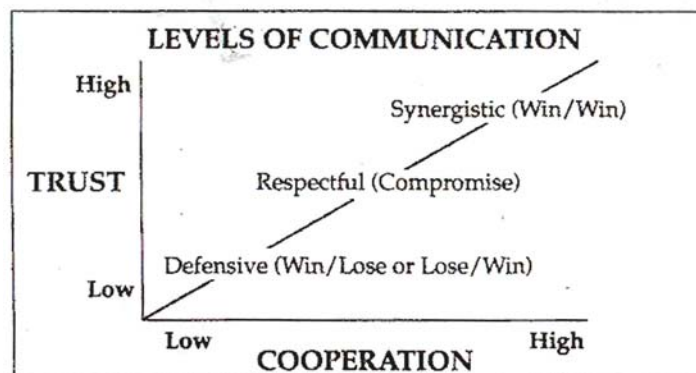 LEVELS OF COMMUNICATION
High
Synergistic (Win/Win)
TRUST
Respectful (Compromise)
Defensive (Win/Lose or Lose/Win)
Low
Low
High
COOPERATION